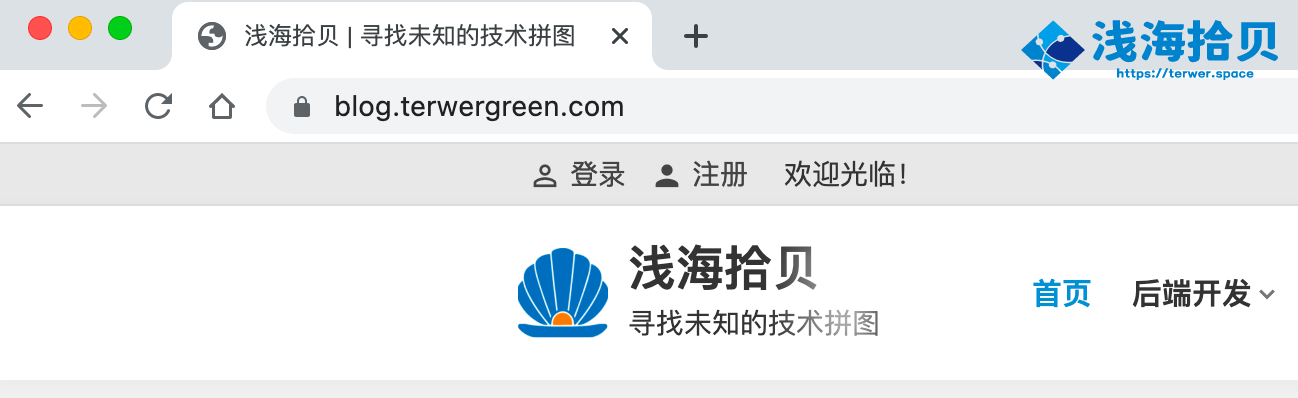 浅海拾贝 | 寻找未知的技术拼图
浅海拾贝
https://terwer.space
blog.terwergreen.com
登录 注册 欢迎光临！
浅海拾贝
寻找未知的技术拼图
首页 后端开发